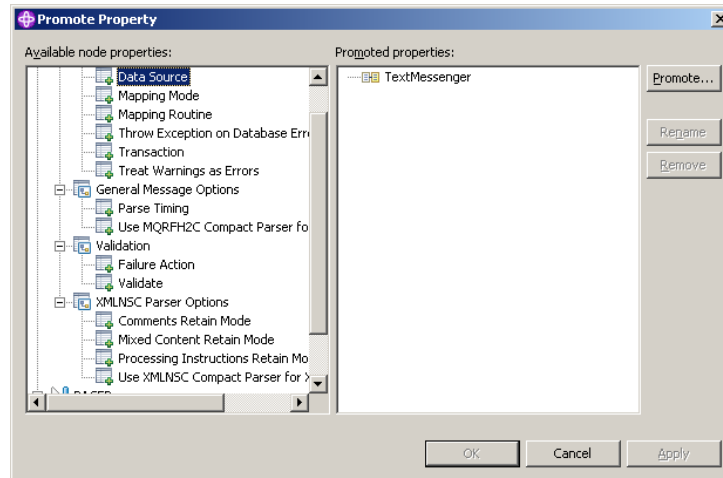 Promote Property
Available node properties:
Data Source
Mapping Mode
Mapping Routine
Throw Exception on Database Erro
Transaction
Treat Warnings as Errors
General Message Options
Parse Timing
Use MQRFH2C Compact Parser fo
Validation
Failure Action
Validate
XMLNSC Parser Options
Comments Retain Mode
Mixed Content Retain Mode
Processing Instructions Retain Mo
Use XMLNSC Compact Parser for X
Promoted properties:
TextMessenger
Promote...
Rename
Remove
OK
Cancel
Apply